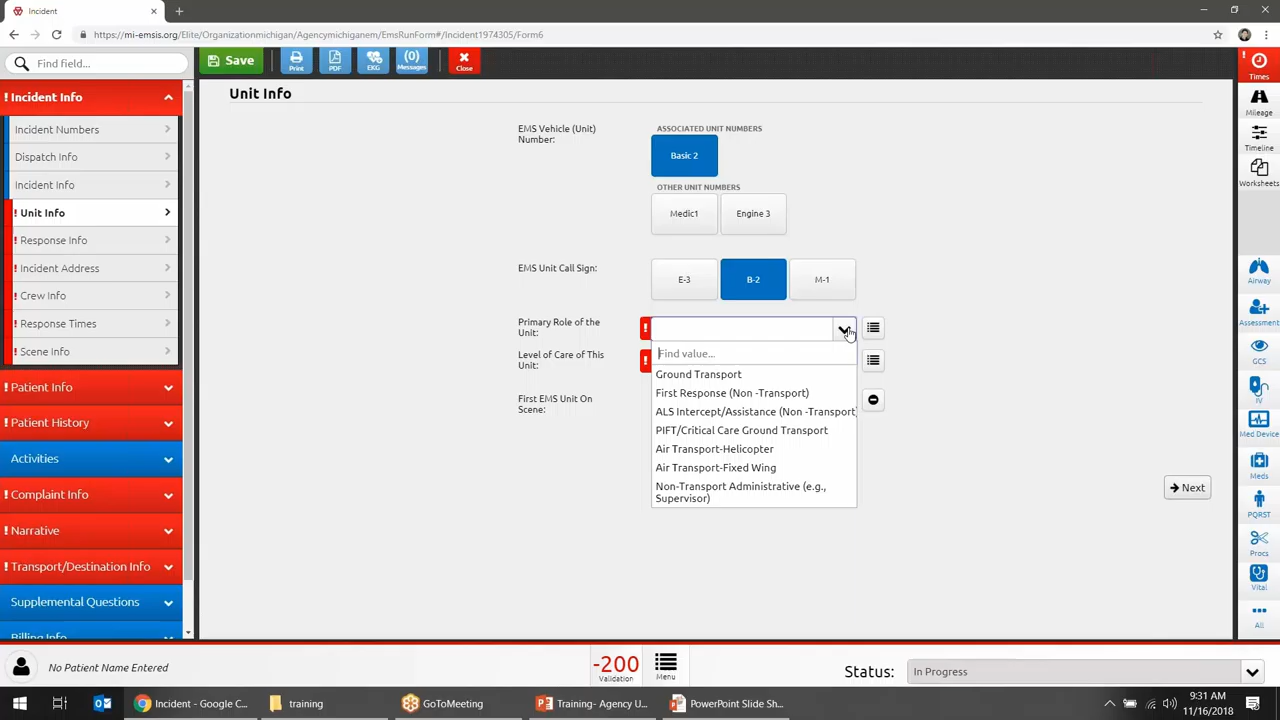 Incident
https://mi-emsis.org/Elite/Organizationmichigan/Agencymichiganem/EmsRunForm#/Incident1974305/Form6
Find field...
Save
Print
PDF
EKG
(0)
Messages
Close
! Incident Info
Incident Numbers
Dispatch Info
Incident Info
! Unit Info
! Response Info
! Incident Address
! Crew Info
! Response Times
! Scene Info
! Patient Info
! Patient History
Activities
! Complaint Info
! Narrative
! Transport/Destination Info
Supplemental Questions
Billing Info
Unit Info
EMS Vehicle (Unit)
Number:
ASSOCIATED UNIT NUMBERS
Basic 2
OTHER UNIT NUMBERS
Medic1
Engine 3
EMS Unit Call Sign:
E-3
B-2
M-1
Primary Role of the
Unit:
!
Level of Care of This
Unit:
!
First EMS Unit On
Scene:
Find value...
Ground Transport
First Response (Non -Transport)
ALS Intercept/Assistance (Non -Transport)
PIFT/Critical Care Ground Transport
Air Transport-Helicopter
Air Transport-Fixed Wing
Non-Transport Administrative (e.g.,
Supervisor)
Next
!
Times
Mileage
Timeline
Worksheets
Airway
Assessment
GCS
IV
Med Device
Meds
PQRST
Procs
Vital
All
No Patient Name Entered
-200
Validation
Menu
Status:
In Progress
Incident - Google C...
training
GoToMeeting
Training- Agency U...
PowerPoint Slide Sh...
9:31 AM
11/16/2018